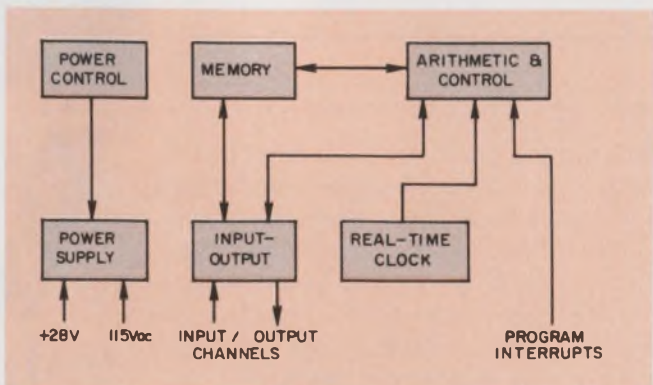 POWER
CONTROL
MEMORY
ARITHMETIC &
CONTROL
POWER
SUPPLY
INPUT-
OUTPUT
REAL-TIME
CLOCK
+28V
115Vac
INPUT / OUTPUT
CHANNELS
PROGRAM
INTERRUPTS